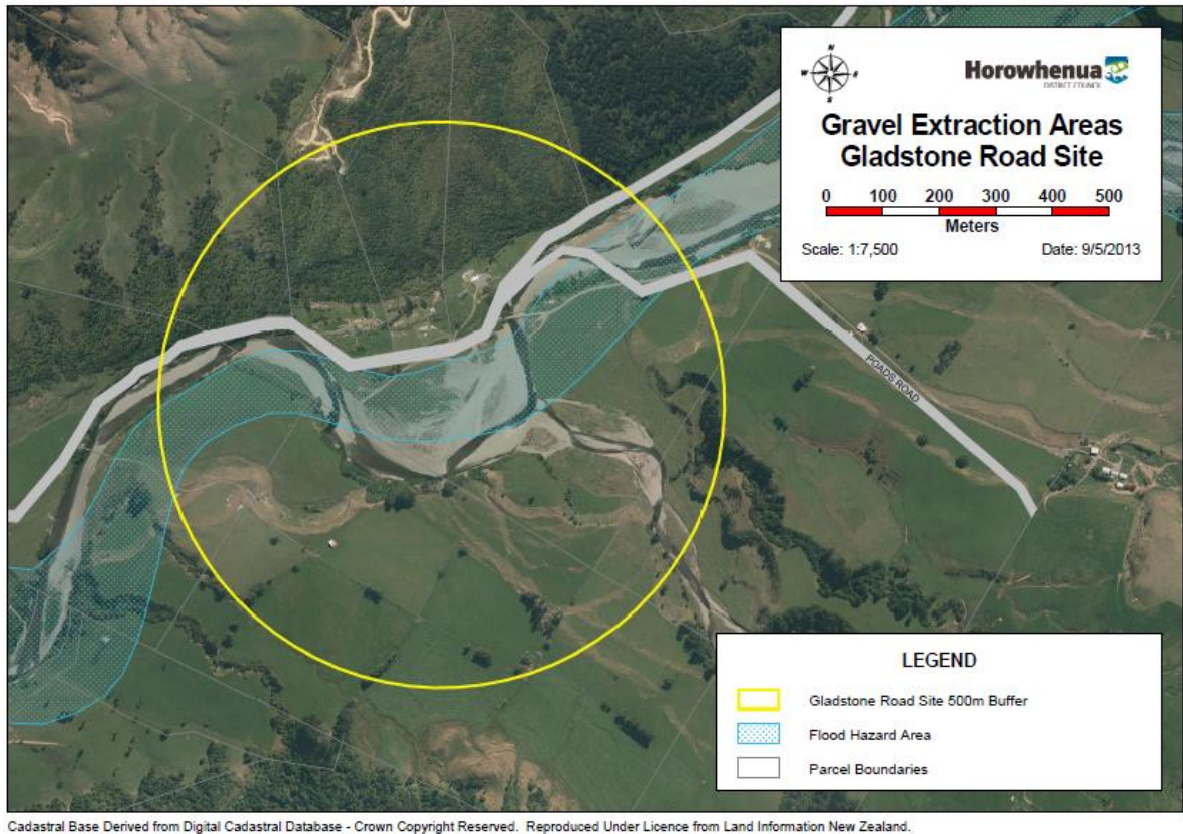 N
W
S
Horowhenua
DISTRICT COUNCIL
Gravel Extraction Areas
Gladstone Road Site
0 100 200 300 400 500
Meters
Scale: 1:7,500 Date: 9/5/2013
POADS ROAD
LEGEND
Gladstone Road Site 500m Buffer
Flood Hazard Area
Parcel Boundaries
Cadastral Base Derived from Digital Cadastral Database - Crown Copyright Reserved. Reproduced Under Licence from Land Information New Zealand.